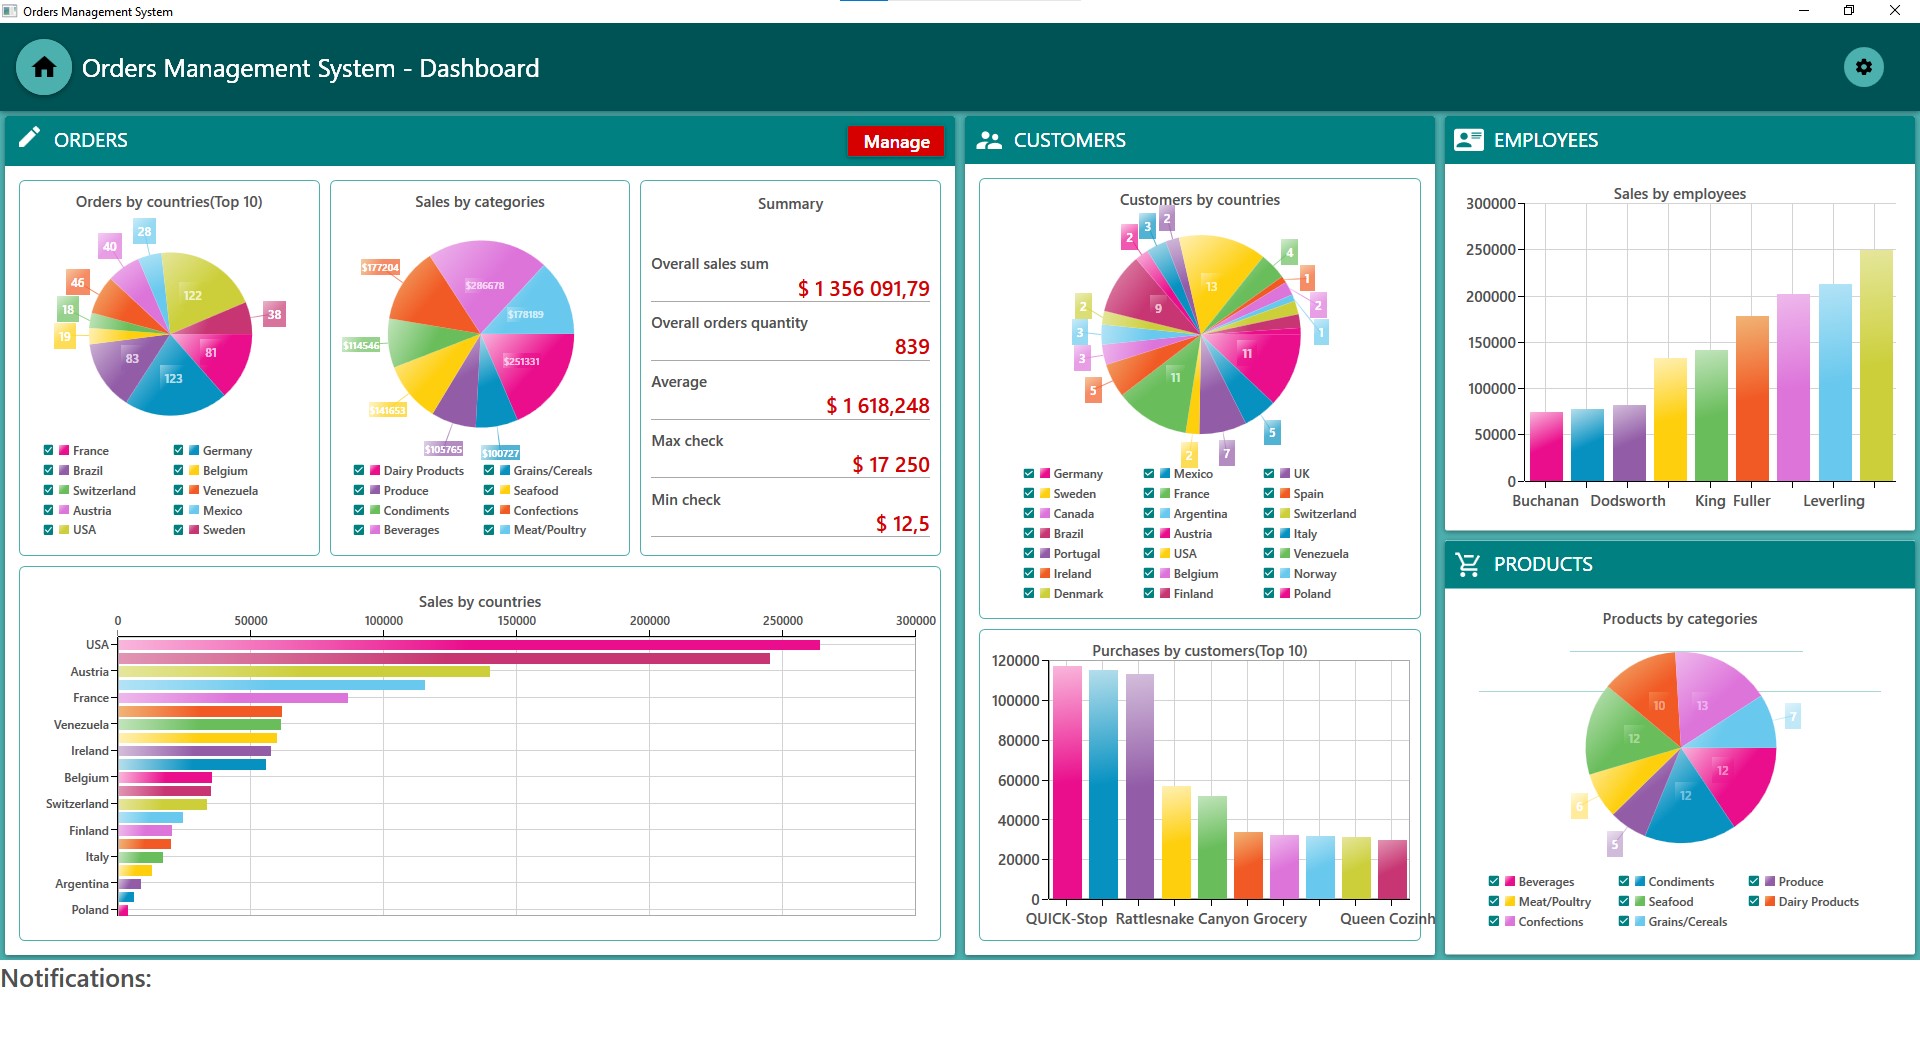 Orders Management System
Orders Management System - Dashboard
ORDERS
Manage
Orders by countries(Top 10)
28
40
46
18
19
122
38
81
83
123
France
Germany
Brazil
Belgium
Switzerland
Venezuela
Austria
Mexico
USA
Sweden
Sales by categories
$177204
$286678
$178189
$114546
$251331
$141653
$105765
$100727
Dairy Products
Grains/Cereals
Produce
Seafood
Condiments
Confections
Beverages
Meat/Poultry
Summary
Overall sales sum
$ 1 356 091,79
Overall orders quantity
839
Average
$ 1 618,248
Max check
$ 17 250
Min check
$ 12,5
Sales by countries
0 50000 100000 150000 200000 250000 300000
USA
Austria
France
Venezuela
Ireland
Belgium
Switzerland
Finland
Italy
Argentina
Poland
CUSTOMERS
Customers by countries
2
3
2
4
1
2
1
13
9
2
3
3
5
11
11
5
7
2
Germany
Mexico
UK
Sweden
France
Spain
Canada
Argentina
Switzerland
Brazil
Austria
Italy
Portugal
USA
Venezuela
Ireland
Belgium
Norway
Denmark
Finland
Poland
Purchases by customers(Top 10)
120000
100000
80000
60000
40000
20000
0
QUICK-Stop Rattlesnake Canyon Grocery Queen Cozinh
EMPLOYEES
Sales by employees
300000
250000
200000
150000
100000
50000
0
Buchanan Dodsworth King Fuller Leverling
PRODUCTS
Products by categories
10
13
7
12
12
12
6
5
Beverages
Condiments
Produce
Meat/Poultry
Seafood
Dairy Products
Confections
Grains/Cereals
Notifications: